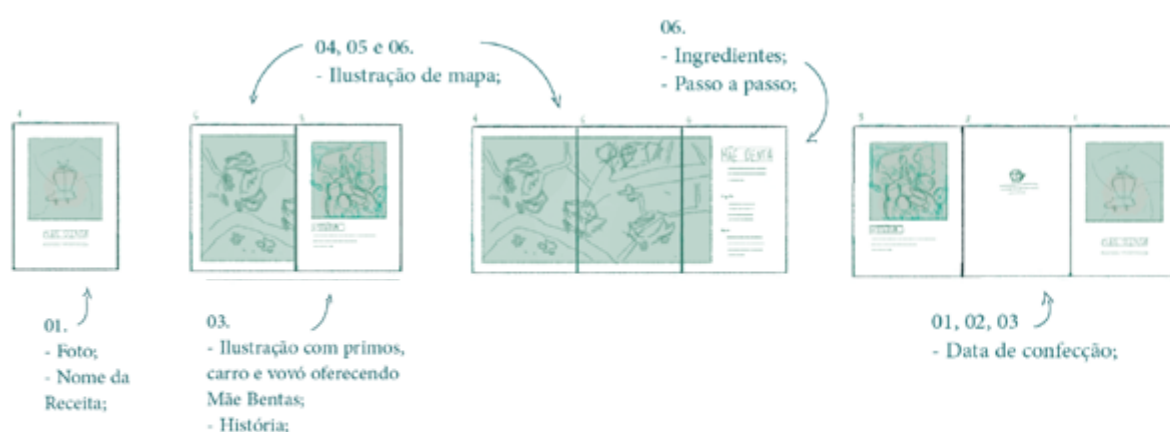 04, 05 e 06.
- Ilustração de mapa;
06.
- Ingredientes;
- Passo a passo;
MÃE BENTA
01.
- Foto;
- Nome da
Receita;
03.
- Ilustração com primos,
carro e vovó oferecendo
Mãe Bentas;
- História;
01, 02, 03
- Data de confecção;